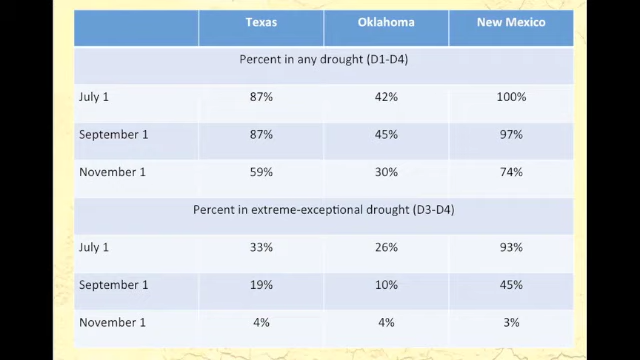 Texas Oklahoma New Mexico
Percent in any drought (D1-D4)
July 1 87% 42% 100%
September 1 87% 45% 97%
November 1 59% 30% 74%
Percent in extreme-exceptional drought (D3-D4)
July 1 33% 26% 93%
September 1 19% 10% 45%
November 1 4% 4% 3%